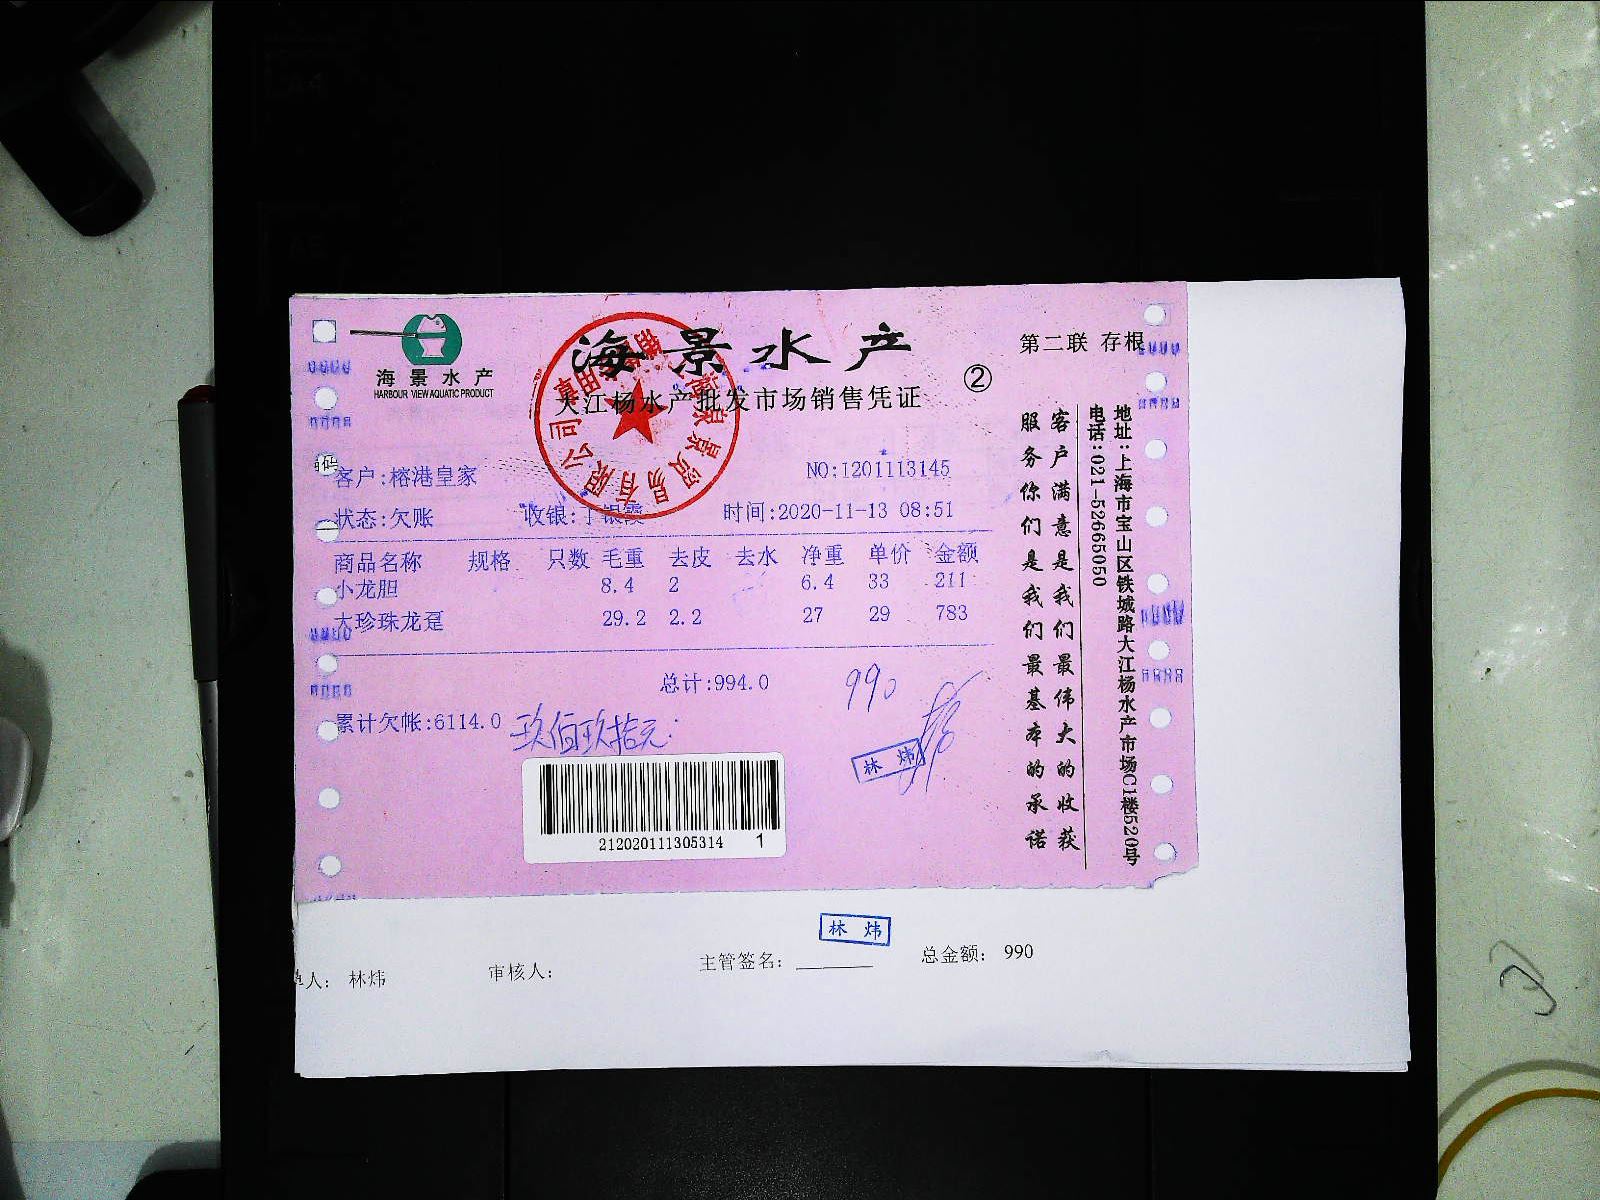 海景水产
海景水产
HARBOUR VIEW AQUATIC PRODUCT
大江杨水产批发市场销售凭证
②
第二联 存根
客户:榕港皇家
NO:1201113145
状态:欠账
收银:丁银霞
时间:2020-11-13 08:51
商品名称 规格 只数 毛重 去皮 去水 净重 单价 金额
小龙胆 8.4 2 6.4 33 211
大珍珠龙趸 29.2 2.2 27 29 783
总计:994.0
990
累计欠帐:6114.0
玖佰玖拾元
林 炜
212020111305314 1
客户满意是我们最伟大的收获
服务你们是我们最基本的承诺
地址:上海市宝山区铁城路大江杨水产市场C1楼520号
电话:021-52665050
林 炜
人: 林炜
审核人:
主管签名:
总金额: 990